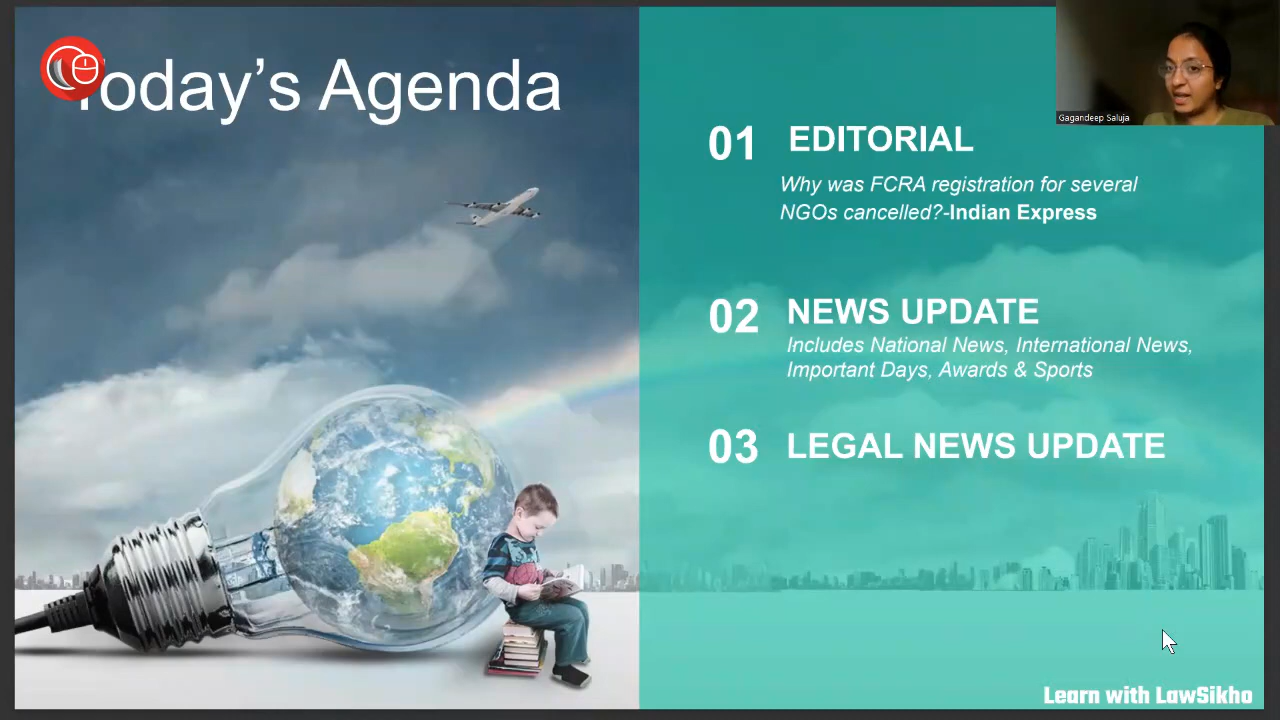 Today's Agenda
Gagandeep Saluja
01 EDITORIAL
Why was FCRA registration for several
NGOs cancelled?-Indian Express
02 NEWS UPDATE
Includes National News, International News,
Important Days, Awards & Sports
03 LEGAL NEWS UPDATE
Learn with LawSikho